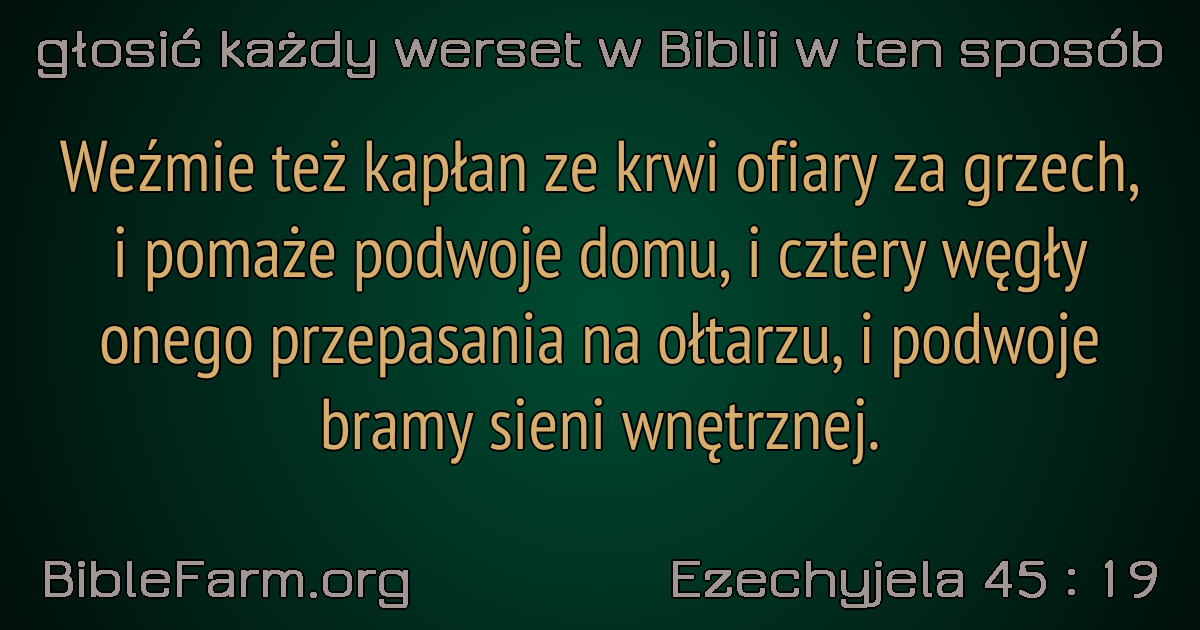 głosić każdy werset w Biblii w ten sposób
Weźmie też kapłan ze krwi ofiary za grzech,
i pomaże podwoje domu, i cztery węgły
onego przepasania na ołtarzu, i podwoje
bramy sieni wnętrznej.
BibleFarm.org
Ezechyjela 45 : 19